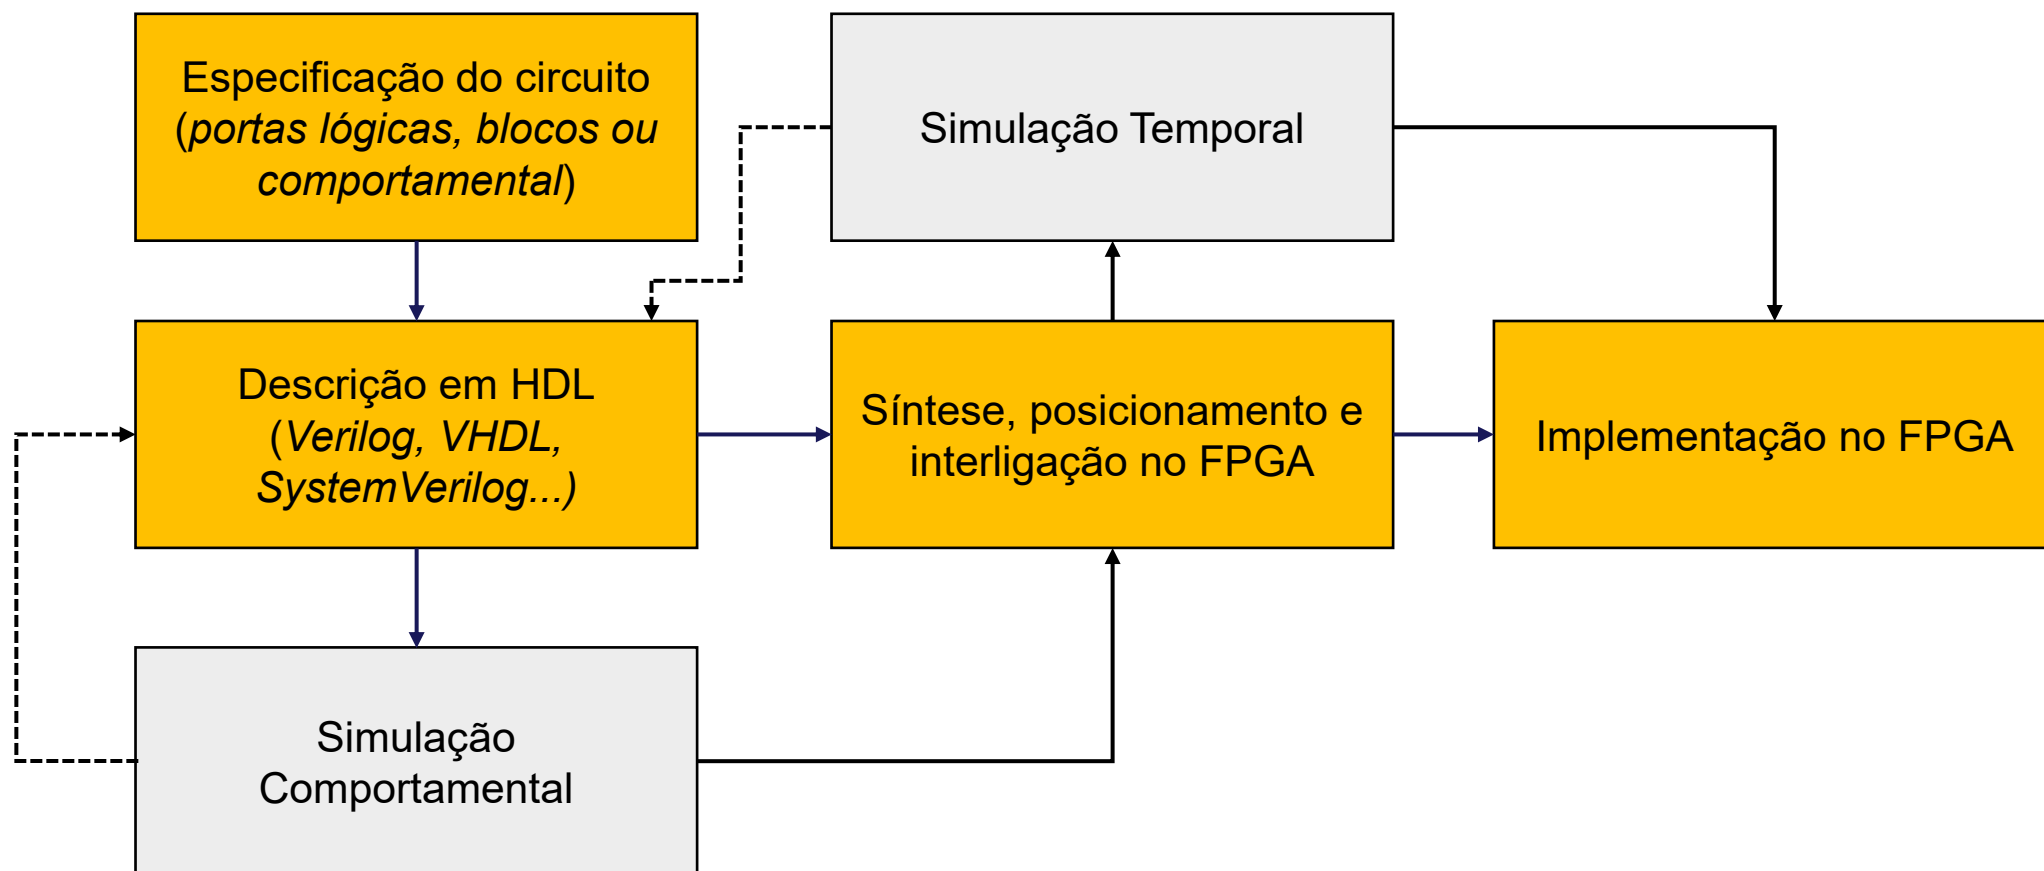 Especificação do circuito
(portas lógicas, blocos ou
comportamental)
Simulação Temporal
Descrição em HDL
(Verilog, VHDL,
SystemVerilog...)
Síntese, posicionamento e
interligação no FPGA
Implementação no FPGA
Simulação
Comportamental